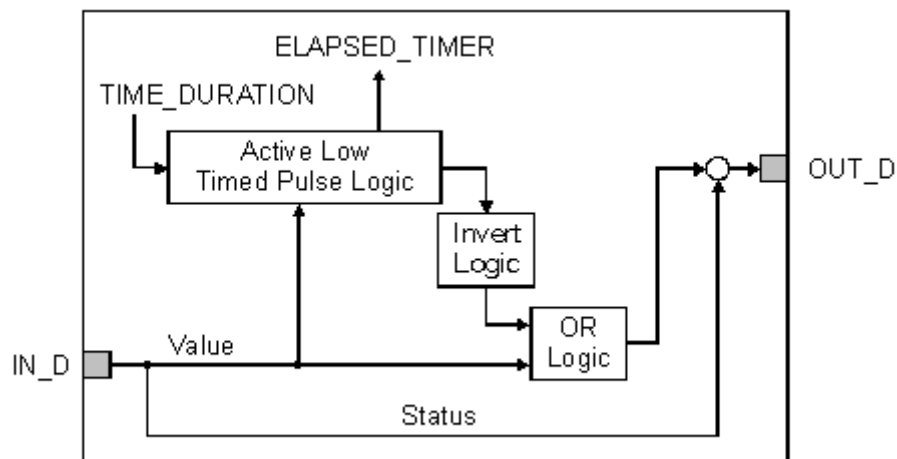 ELAPSED_TIMER
TIME_DURATION
Active Low
Timed Pulse Logic
OUT_D
Invert
Logic
OR
Logic
Value
IN_D
Status